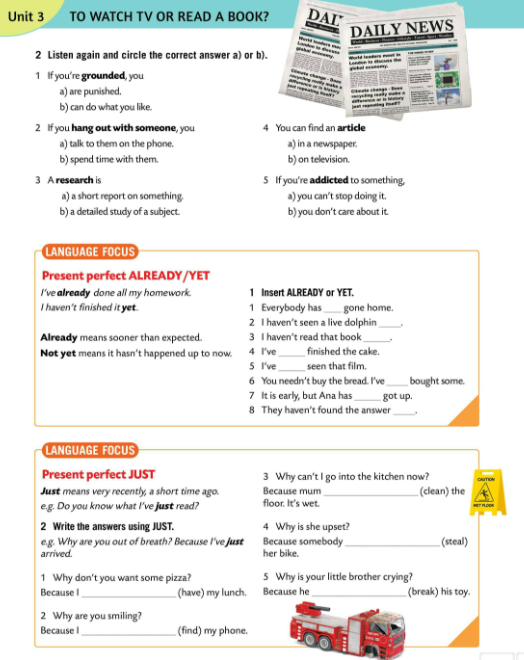 Unit 3 TO WATCH TV OR READ A BOOK?
DAILY NEWS
World leaders meet in
London to discuss the
global economy.
Climate change - Does
recycling really make a
difference or is history
just repeating itself?
2 Listen again and circle the correct answer a) or b).
1 If you're grounded, you
a) are punished.
b) can do what you like.
2 If you hang out with someone, you
a) talk to them on the phone.
b) spend time with them.
3 A research is
a) a short report on something.
b) a detailed study of a subject.
4 You can find an article
a) in a newspaper.
b) on television.
5 If you're addicted to something,
a) you can't stop doing it.
b) you don't care about it.
LANGUAGE FOCUS
Present perfect ALREADY/YET
I've already done all my homework.
I haven't finished it yet.
Already means sooner than expected.
Not yet means it hasn't happened up to now.
1 Insert ALREADY or YET.
1 Everybody has ____ gone home.
2 I haven't seen a live dolphin _____.
3 I haven't read that book ______.
4 I've ______ finished the cake.
5 I've ______ seen that film.
6 You needn't buy the bread. I've _____ bought some.
7 It is early, but Ana has ______ got up.
8 They haven't found the answer _____.
LANGUAGE FOCUS
Present perfect JUST
Just means very recently, a short time ago.
e.g. Do you know what I've just read?
2 Write the answers using JUST.
e.g. Why are you out of breath? Because I've just
arrived.
1 Why don't you want some pizza?
Because I ____________________ (have) my lunch.
2 Why are you smiling?
Because I ____________________ (find) my phone.
3 Why can't I go into the kitchen now?
Because mum ____________________ (clean) the
floor. It's wet.
4 Why is she upset?
Because somebody ____________________ (steal)
her bike.
5 Why is your little brother crying?
Because he ____________________ (break) his toy.
CAUTION
WET FLOOR